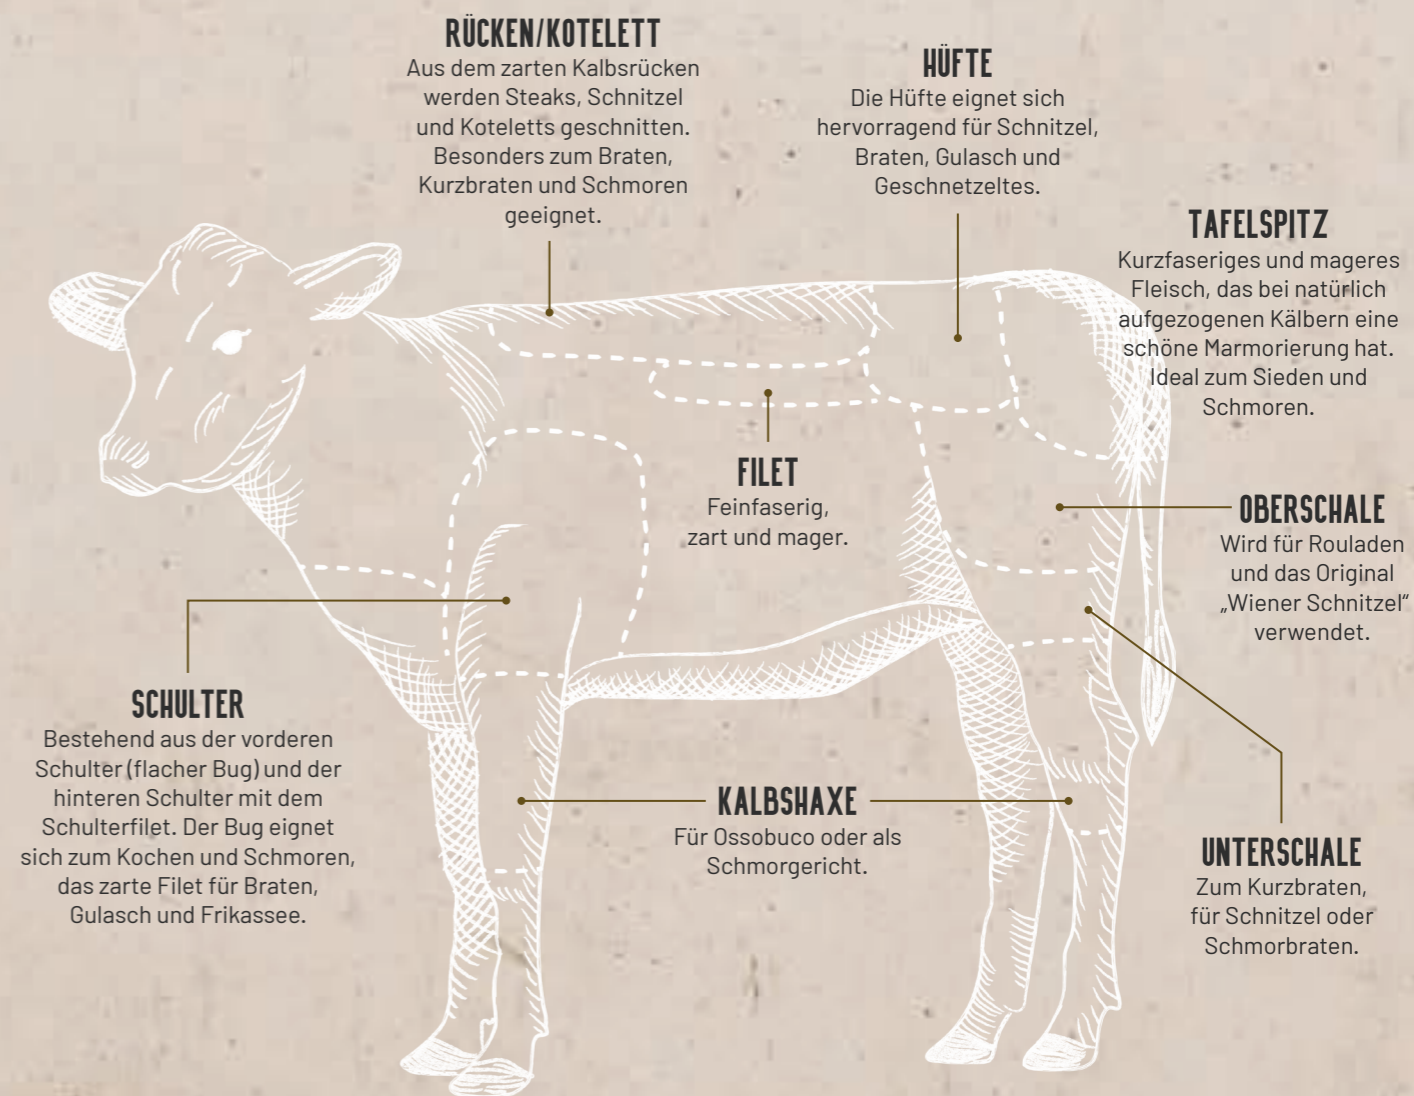 RÜCKEN/KOTELETT
Aus dem zarten Kalbsrücken
werden Steaks, Schnitzel
und Koteletts geschnitten.
Besonders zum Braten,
Kurzbraten und Schmoren
geeignet.
HÜFTE
Die Hüfte eignet sich
hervorragend für Schnitzel,
Braten, Gulasch und
Geschnetzeltes.
TAFELSPITZ
Kurzfaseriges und mageres
Fleisch, das bei natürlich
aufgezogenen Kälbern eine
schöne Marmorierung hat.
Ideal zum Sieden und
Schmoren.
FILET
Feinfaserig,
zart und mager.
OBERSCHALE
Wird für Rouladen
und das Original
„Wiener Schnitzel“
verwendet.
SCHULTER
Bestehend aus der vorderen
Schulter (flacher Bug) und der
hinteren Schulter mit dem
Schulterfilet. Der Bug eignet
sich zum Kochen und Schmoren,
das zarte Filet für Braten,
Gulasch und Frikassee.
KALBSHAXE
Für Ossobuco oder als
Schmorgericht.
UNTERSCHALE
Zum Kurzbraten,
für Schnitzel oder
Schmorbraten.